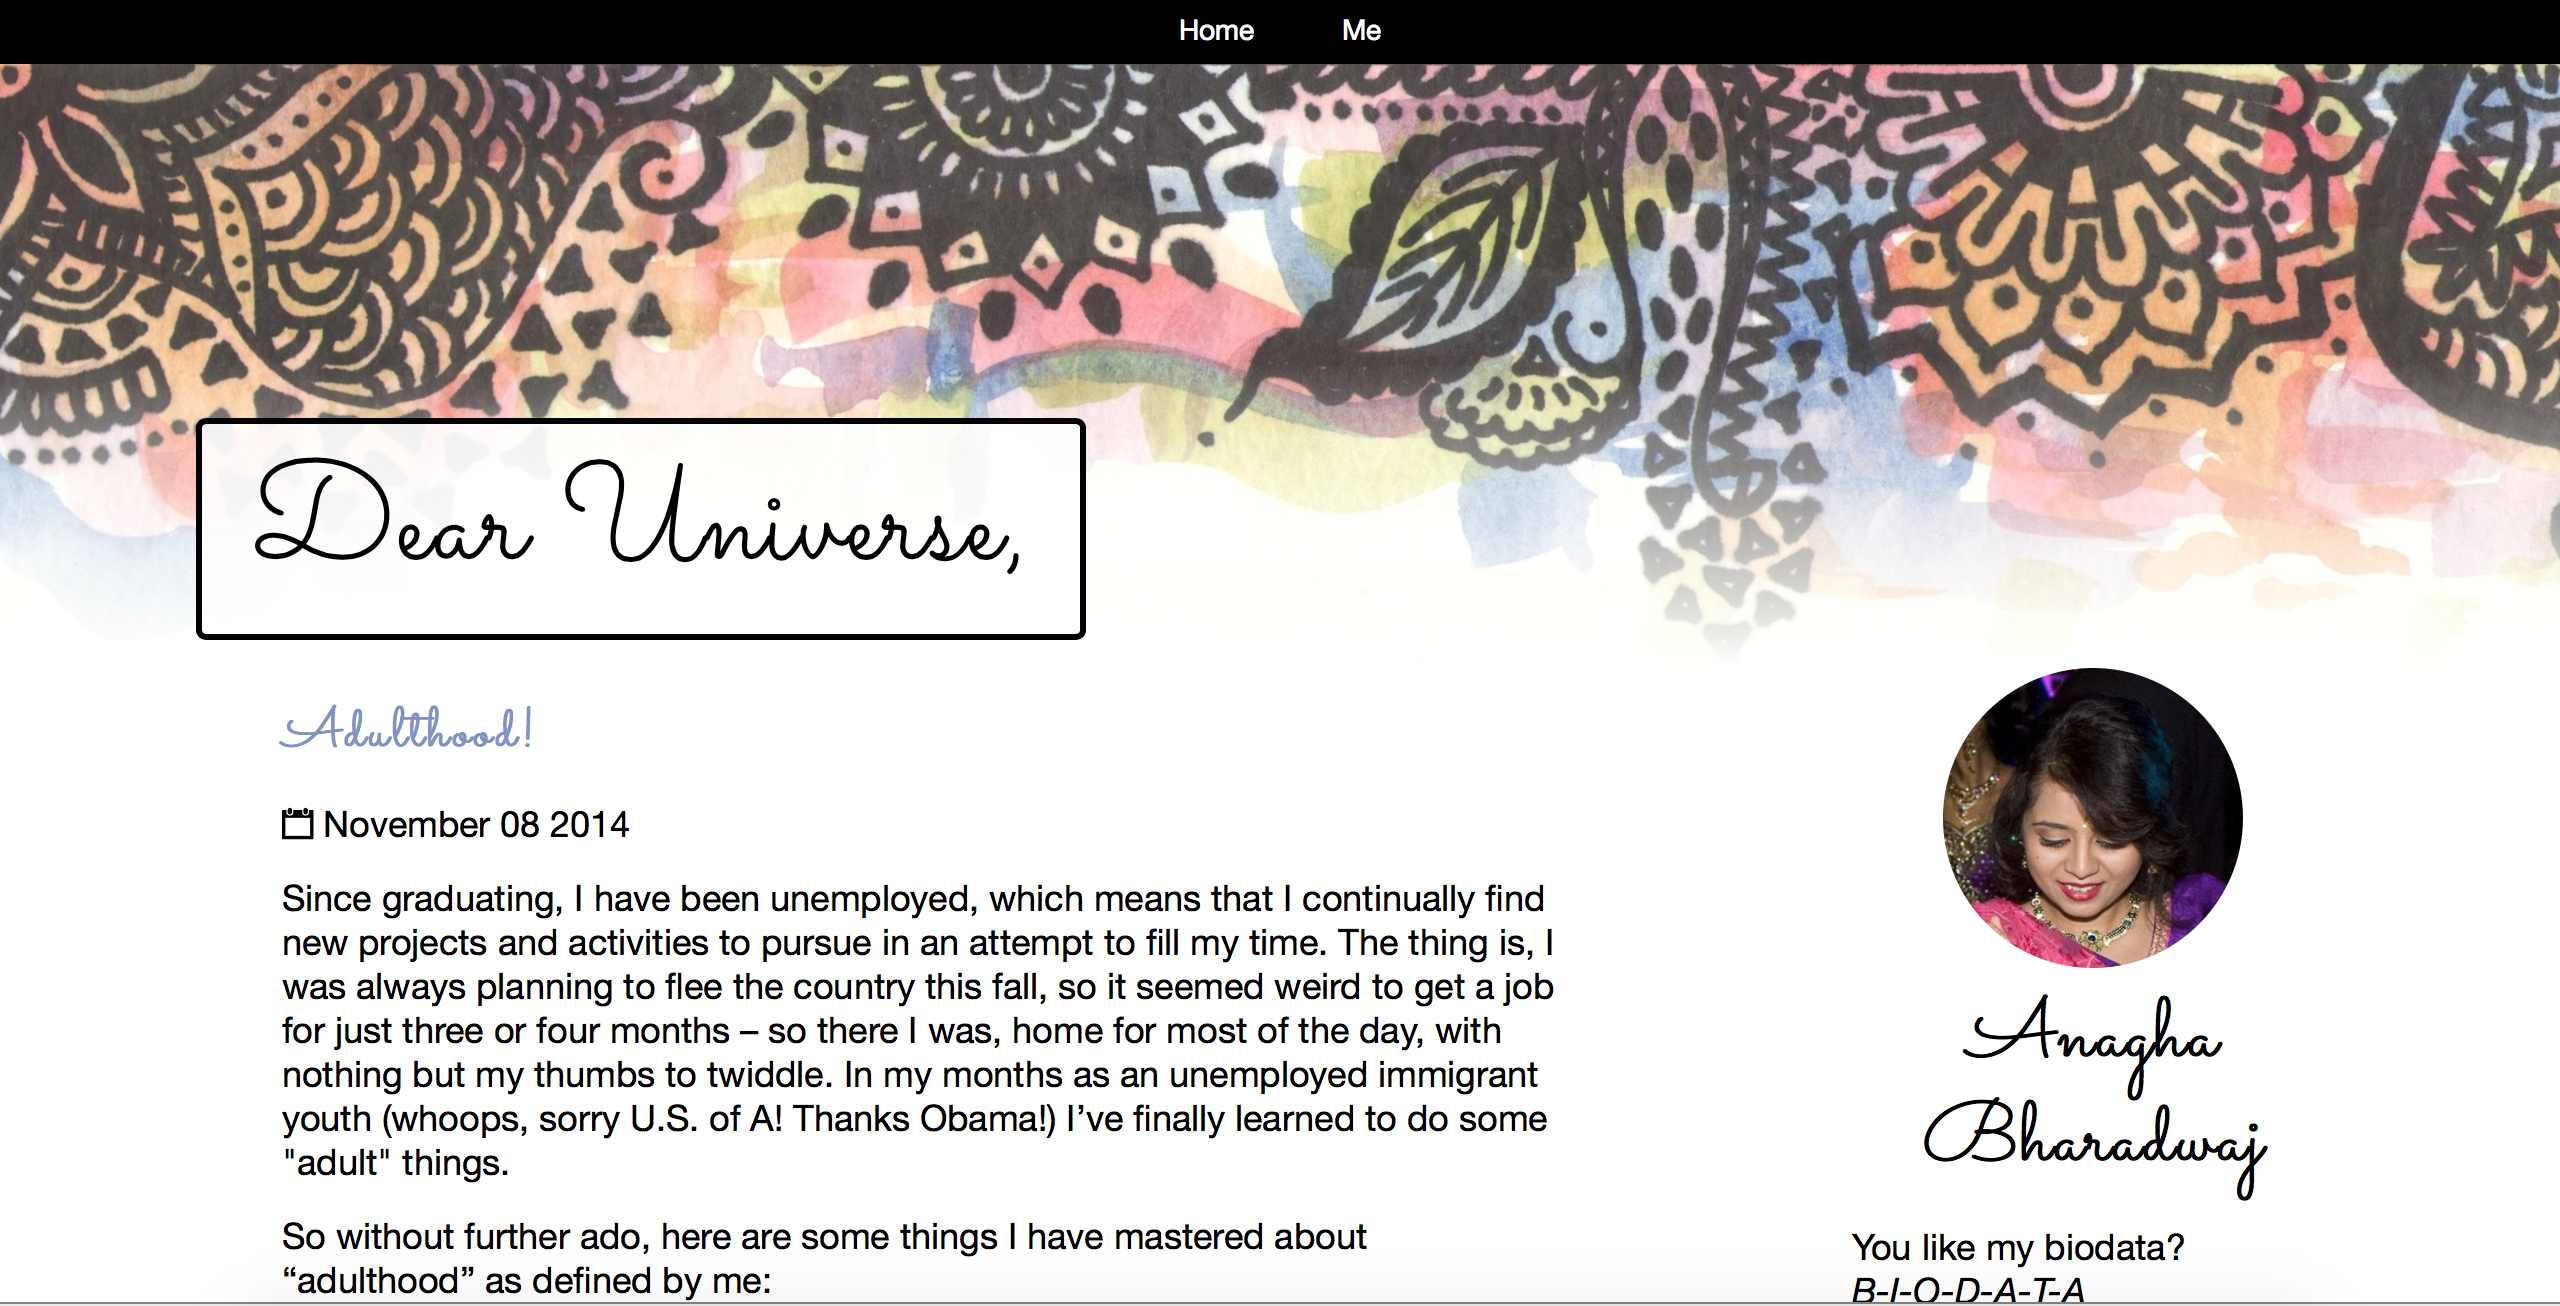 Home Me
Dear Universe,
Adulthood!
November 08 2014
Since graduating, I have been unemployed, which means that I continually find
new projects and activities to pursue in an attempt to fill my time. The thing is, I
was always planning to flee the country this fall, so it seemed weird to get a job
for just three or four months – so there I was, home for most of the day, with
nothing but my thumbs to twiddle. In my months as an unemployed immigrant
youth (whoops, sorry U.S. of A! Thanks Obama!) I’ve finally learned to do some
"adult" things.
So without further ado, here are some things I have mastered about
“adulthood” as defined by me:
Anagha
Bharadwaj
You like my biodata?
B-I-O-D-A-T-A